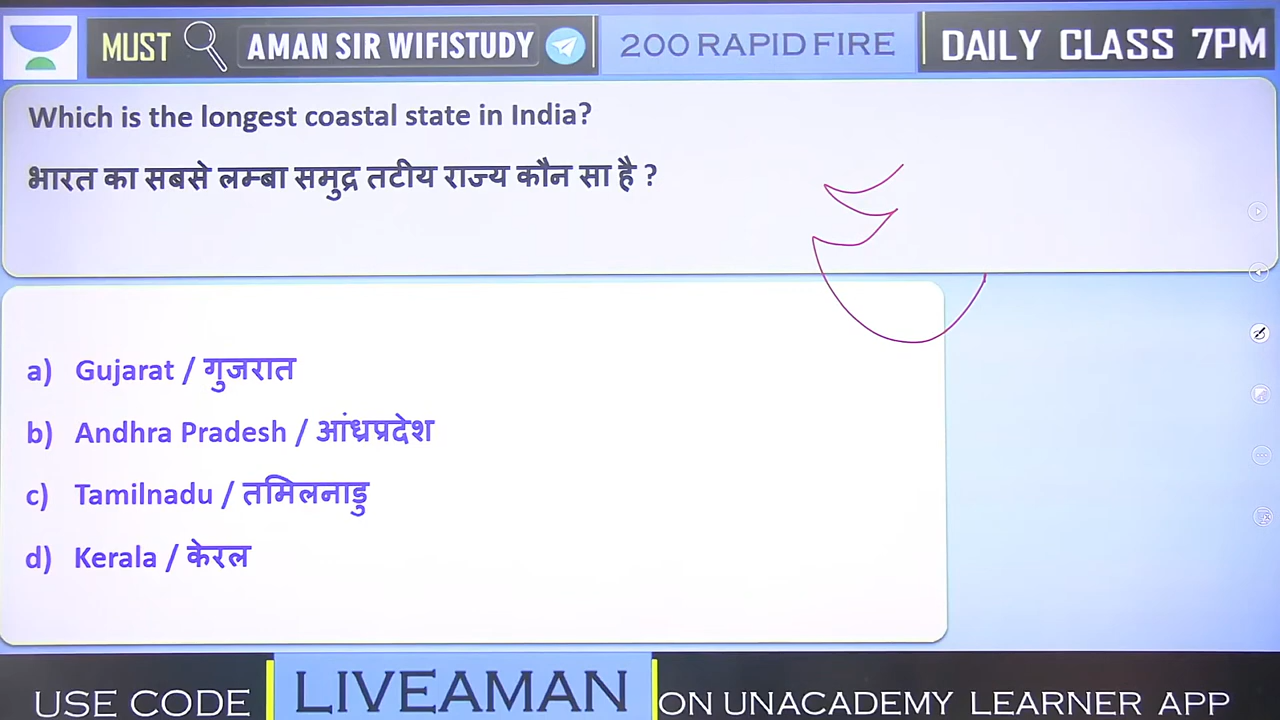 MUST AMAN SIR WIFISTUDY 200 RAPID FIRE DAILY CLASS 7PM
Which is the longest coastal state in India?
भारत का सबसे लम्बा समुद्र तटीय राज्य कौन सा है ?
a) Gujarat / गुजरात
b) Andhra Pradesh / आंध्रप्रदेश
c) Tamilnadu / तमिलनाडु
d) Kerala / केरल
USE CODE LIVEAMAN ON UNACADEMY LEARNER APP